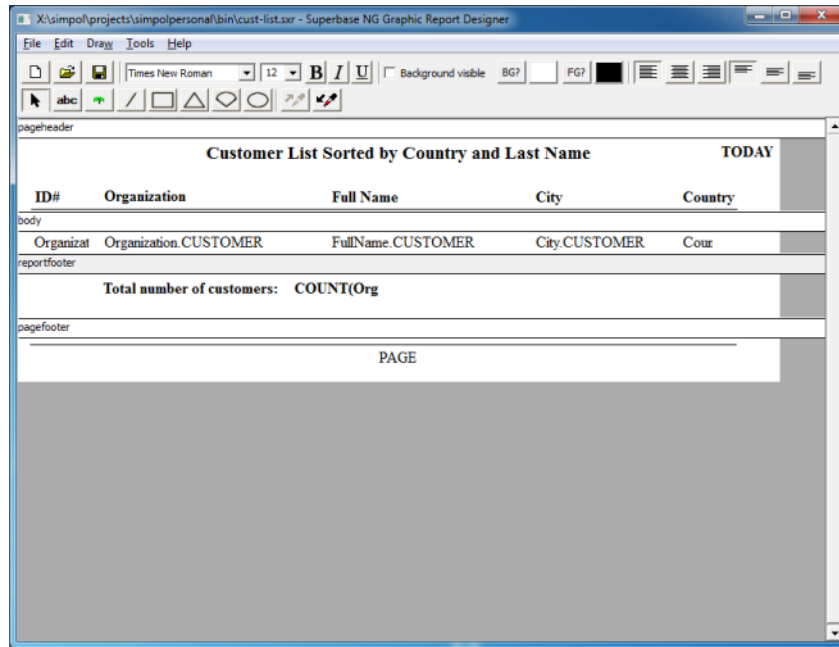 X:\simpol\projects\simpolpersonal\bin\cust-list.sxr - Superbase NG Graphic Report Designer
File Edit Draw Tools Help
Times New Roman 12 B I U Background visible BG? FG?
abc
pageheader
Customer List Sorted by Country and Last Name TODAY
ID# Organization Full Name City Country
body
Organizat Organization.CUSTOMER FullName.CUSTOMER City.CUSTOMER Cour
reportfooter
Total number of customers: COUNT(Org
pagefooter
PAGE